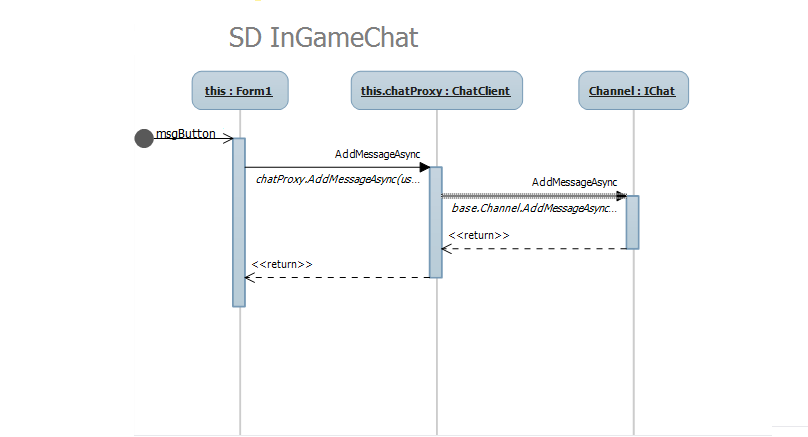 SD InGameChat
this : Form1
this.chatProxy : ChatClient
Channel : IChat
msgButton
AddMessageAsync
chatProxy.AddMessageAsync(us...
AddMessageAsync
base.Channel.AddMessageAsync...
<<return>>
<<return>>